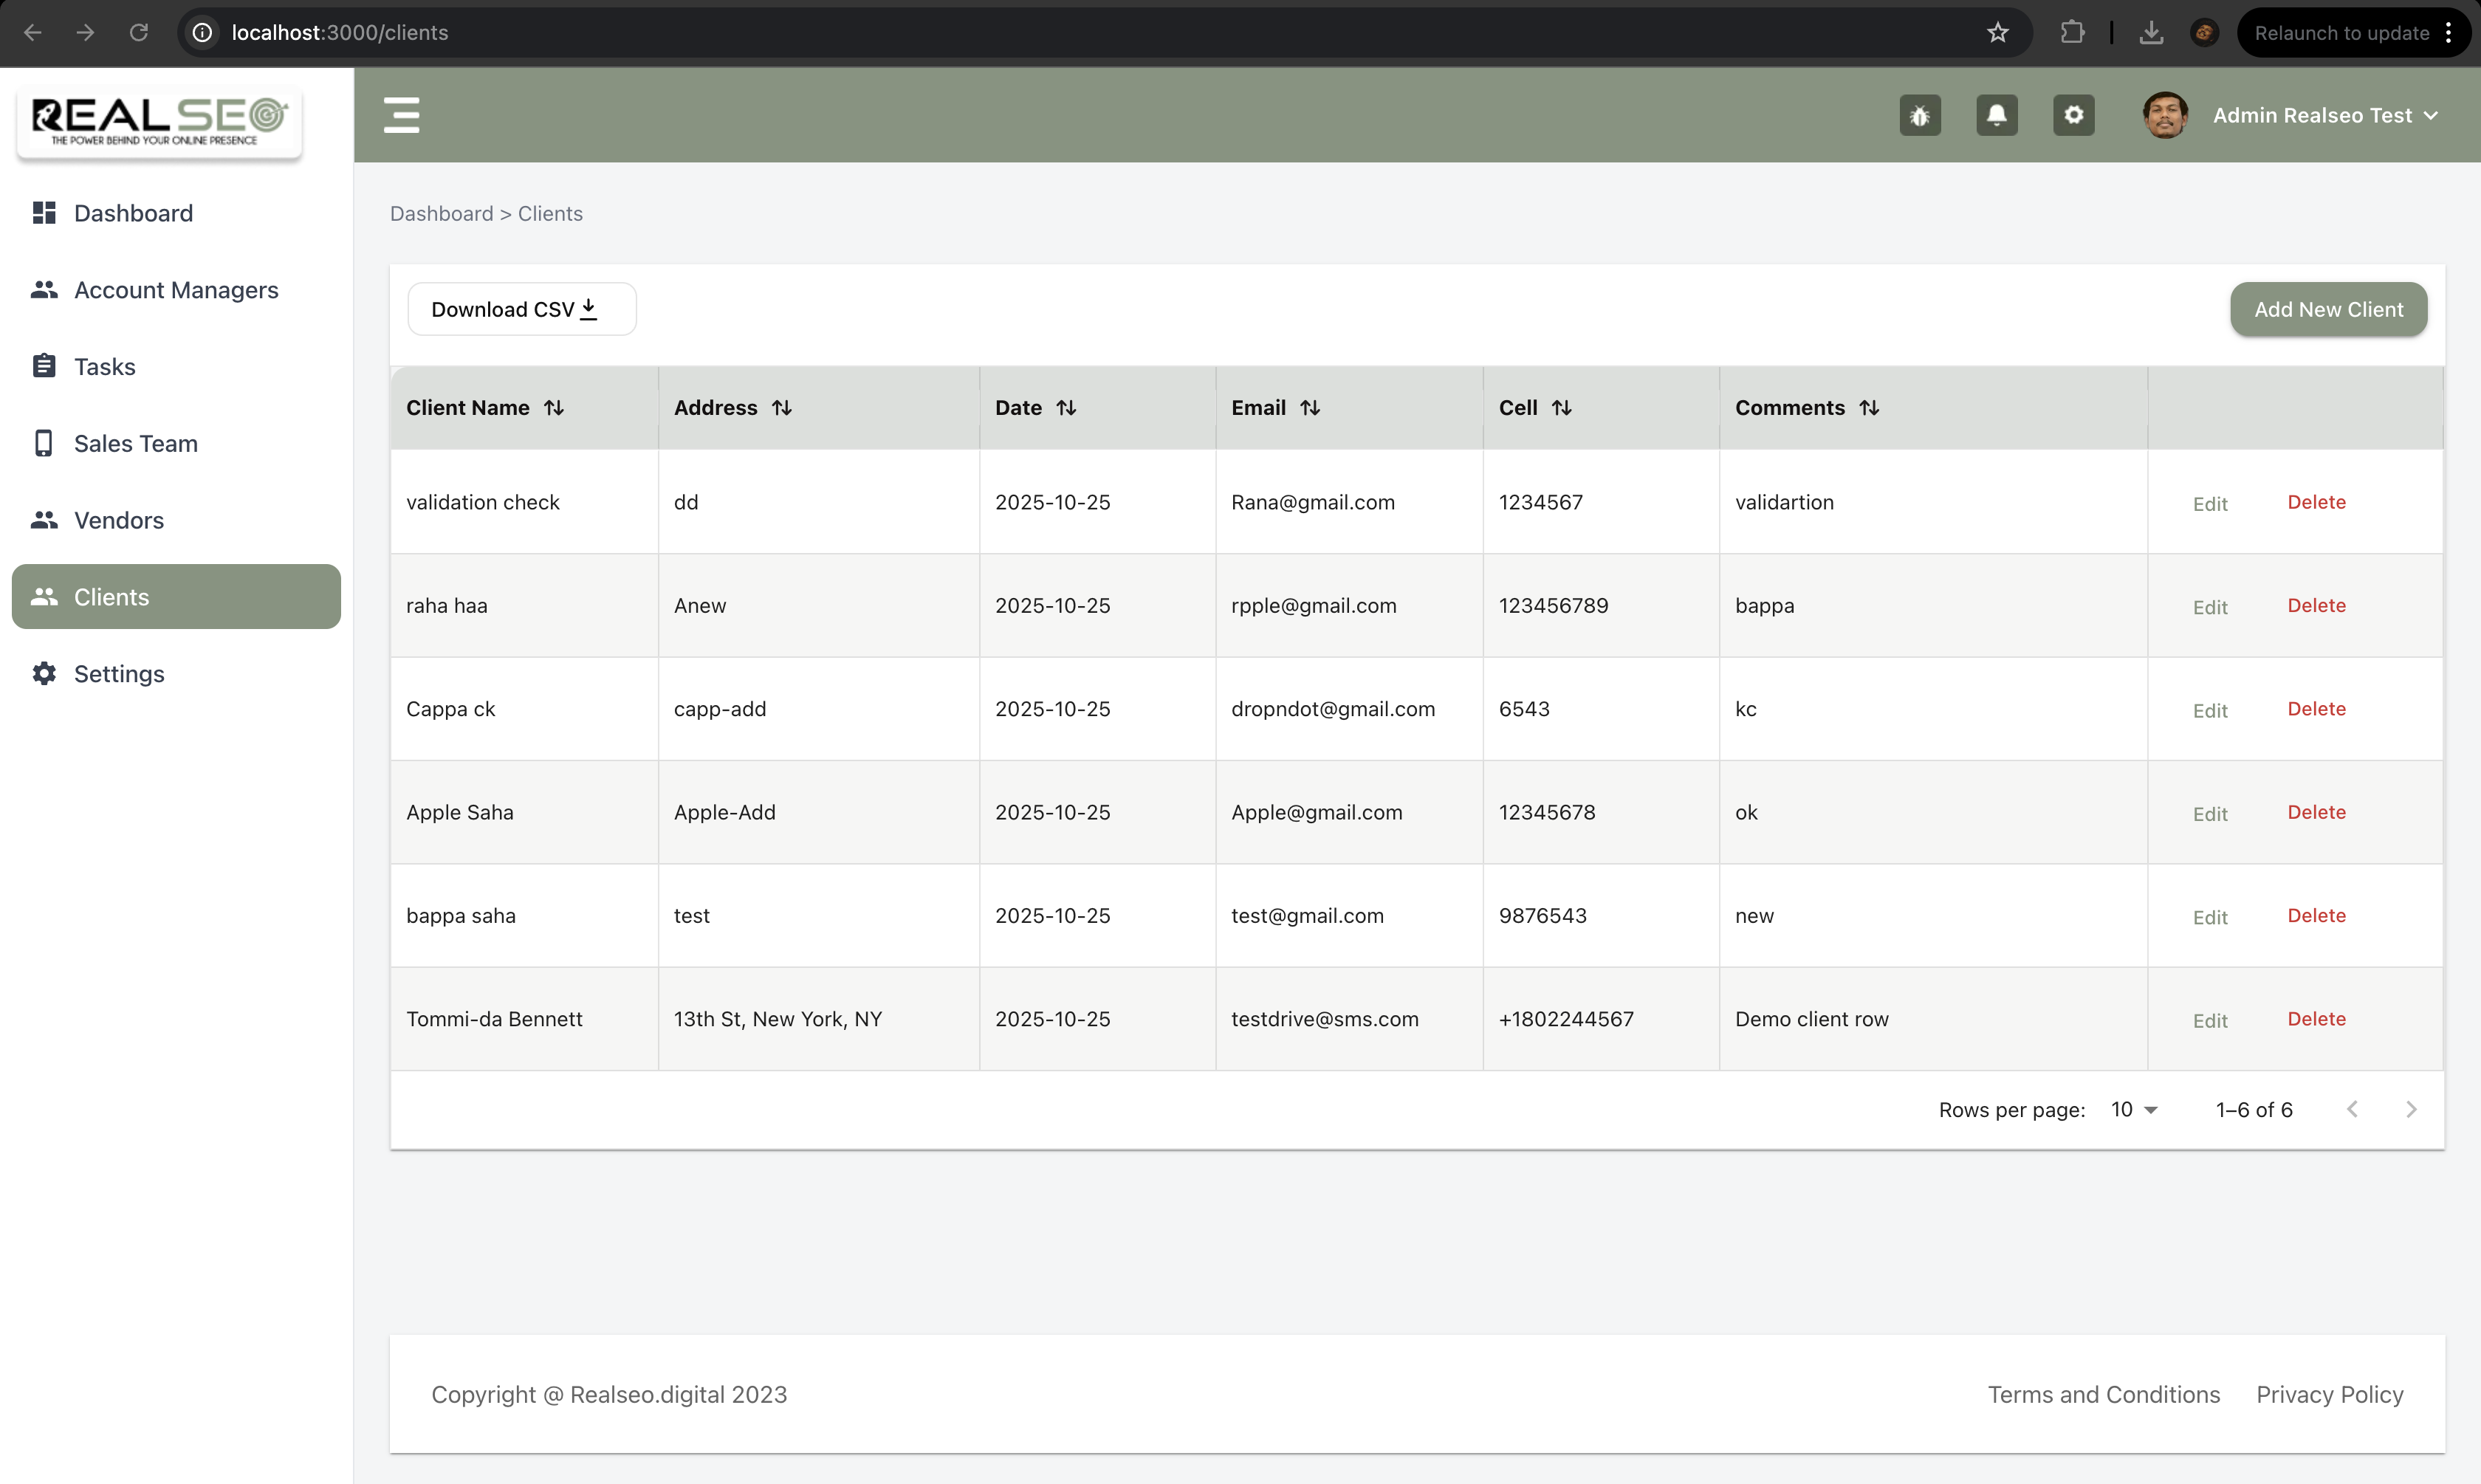 localhost:3000/clients
Relaunch to update
REALSEO
THE POWER BEHIND YOUR ONLINE PRESENCE
Admin Realseo Test
Dashboard
Account Managers
Tasks
Sales Team
Vendors
Clients
Settings
Dashboard > Clients
Download CSV
Add New Client
Client Name Address Date Email Cell Comments
validation check dd 2025-10-25 Rana@gmail.com 1234567 validartion Edit Delete
raha haa Anew 2025-10-25 rpple@gmail.com 123456789 bappa Edit Delete
Cappa ck capp-add 2025-10-25 dropndot@gmail.com 6543 kc Edit Delete
Apple Saha Apple-Add 2025-10-25 Apple@gmail.com 12345678 ok Edit Delete
bappa saha test 2025-10-25 test@gmail.com 9876543 new Edit Delete
Tommi-da Bennett 13th St, New York, NY 2025-10-25 testdrive@sms.com +1802244567 Demo client row Edit Delete
Rows per page: 10 1–6 of 6
Copyright @ Realseo.digital 2023
Terms and Conditions Privacy Policy